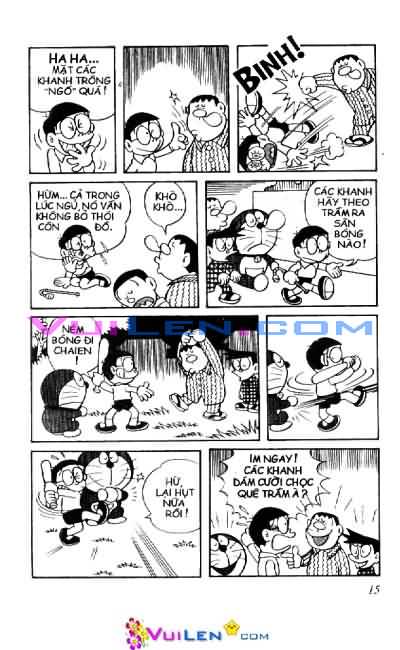 HA HA...
MẶT CÁC
KHANH TRÔNG
"NGỐ" QUÁ!
BINH!
HỪM... CẢ TRONG
LÚC NGỦ, NÓ VẪN
KHÔNG BỎ THÓI
CÔN ĐỒ.
KHÒ
KHÒ...
CÁC KHANH
HÃY THEO
TRẪM RA
SÂN
BÓNG
NÀO!
NÉM
BÓNG ĐI
CHAIEN!
VUILEN.COM
HỪ,
LẠI HỤT
NỮA
RỒI!
IM NGAY!
CÁC KHANH
DÁM CƯỜI CHỌC
QUÊ TRẪM À?
15
VUILEN.COM